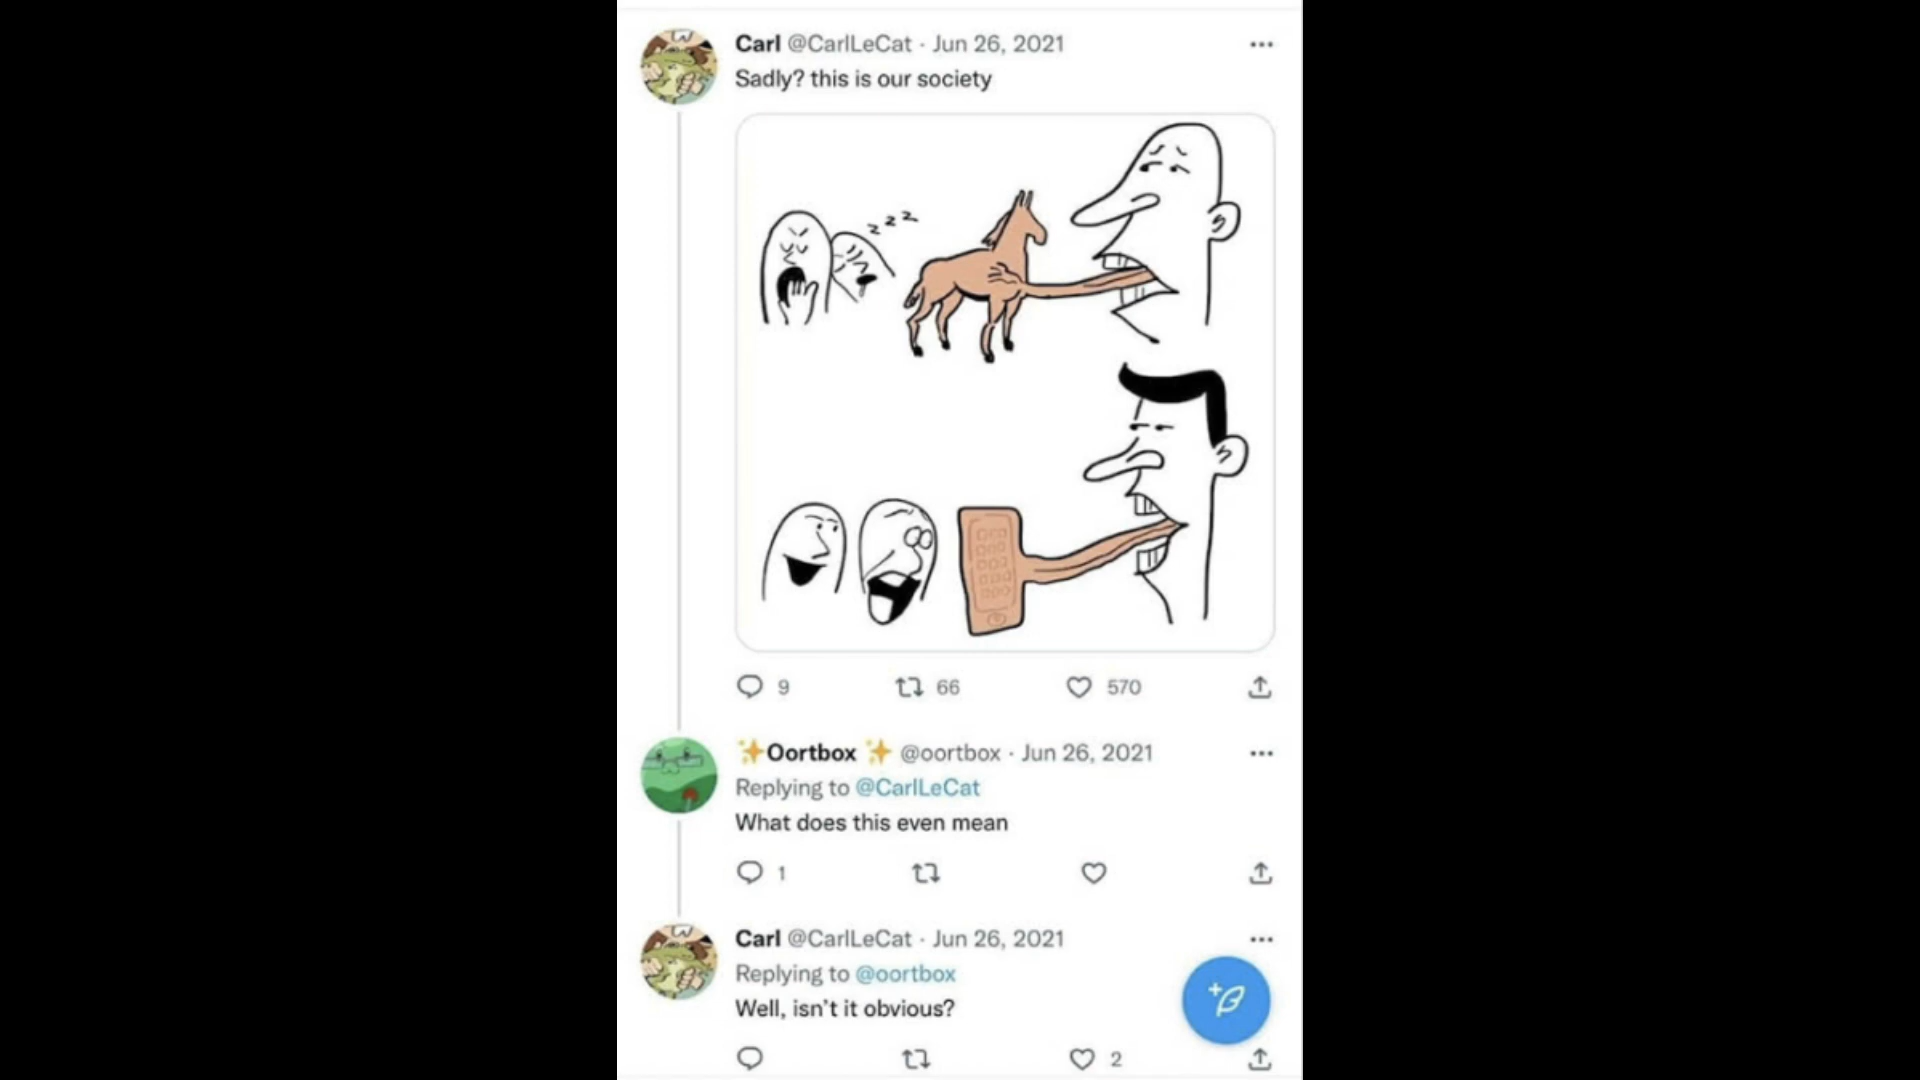 Carl @CarlLeCat · Jun 26, 2021
Sadly? this is our society
z z z
9 66 570
✨Oortbox ✨ @oortbox · Jun 26, 2021
Replying to @CarlLeCat
What does this even mean
1
Carl @CarlLeCat · Jun 26, 2021
Replying to @oortbox
Well, isn't it obvious?
2